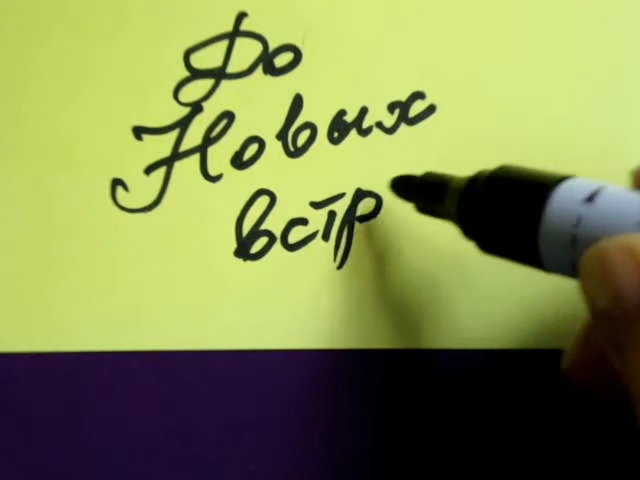 До
Новых
встр